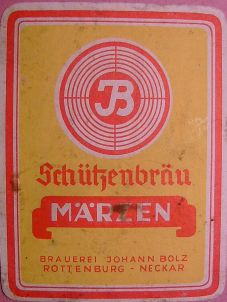 JB
Schützenbräu
MÄRZEN
BRAUEREI JOHANN BOLZ
ROTTENBURG - NECKAR